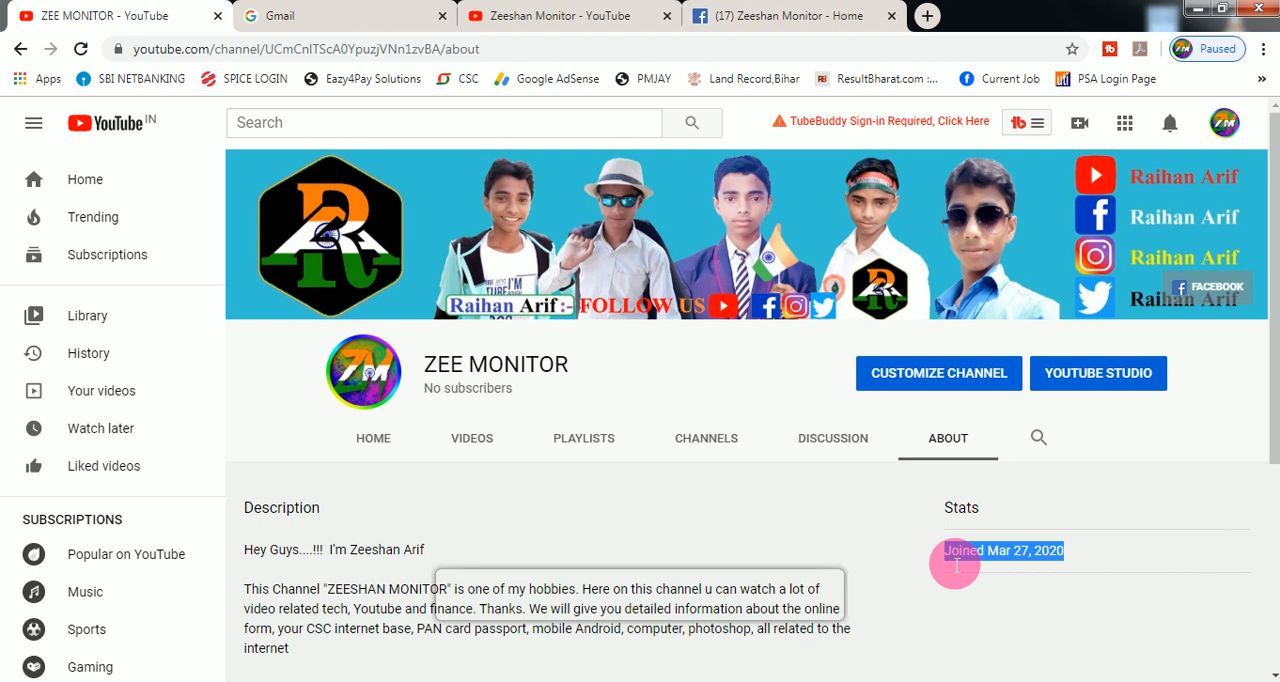 ZEE MONITOR - YouTube
Gmail
Zeeshan Monitor - YouTube
(17) Zeeshan Monitor - Home
youtube.com/channel/UCmCnITScA0YpuzjVNn1zvBA/about
Paused
Apps
SBI NETBANKING
SPICE LOGIN
Eazy4Pay Solutions
CSC
Google AdSense
PMJAY
Land Record,Bihar
ResultBharat.com :...
Current Job
PSA Login Page
YouTube IN
Search
TubeBuddy Sign-in Required, Click Here
tb
Raihan Arif
Raihan Arif
Raihan Arif
Raihan Arif
FACEBOOK
Raihan Arif :- FOLLOW US
Home
Trending
Subscriptions
Library
History
Your videos
Watch later
Liked videos
SUBSCRIPTIONS
Popular on YouTube
Music
Sports
Gaming
ZM
ZEE MONITOR
No subscribers
CUSTOMIZE CHANNEL
YOUTUBE STUDIO
HOME
VIDEOS
PLAYLISTS
CHANNELS
DISCUSSION
ABOUT
Description
Hey Guys....!!!  I'm Zeeshan Arif
This Channel "ZEESHAN MONITOR" is one of my hobbies. Here on this channel u can watch a lot of
video related tech, Youtube and finance. Thanks. We will give you detailed information about the online
form, your CSC internet base, PAN card passport, mobile Android, computer, photoshop, all related to the
internet
Stats
Joined Mar 27, 2020